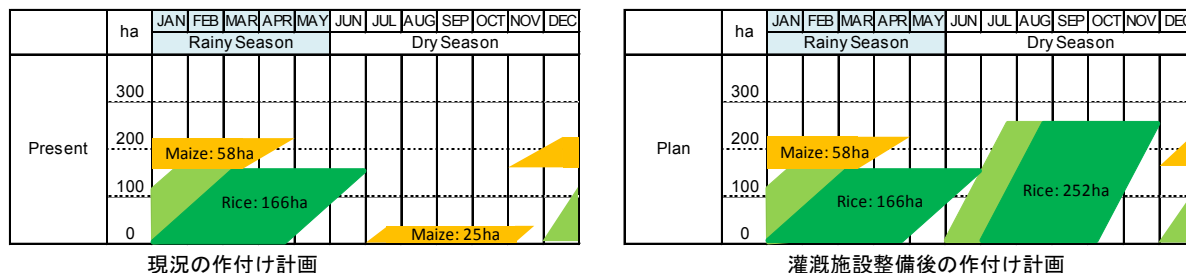 ha JAN FEB MAR APR MAY JUN JUL AUG SEP OCT NOV DEC
Rainy Season Dry Season
Present
300
200
100
0
Maize: 58ha
Rice: 166ha
Maize: 25ha
現況の作付け計画
ha JAN FEB MAR APR MAY JUN JUL AUG SEP OCT NOV DEC
Rainy Season Dry Season
Plan
300
200
100
0
Maize: 58ha
Rice: 166ha
Rice: 252ha
灌漑施設整備後の作付け計画